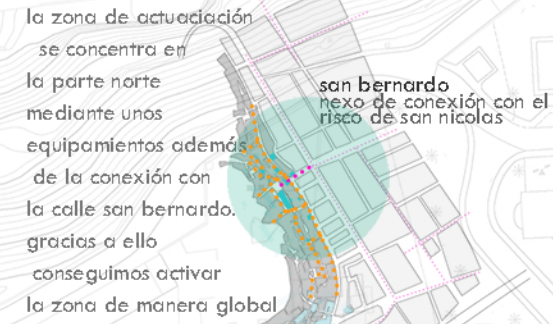 la zona de actuaciación
se concentra en
la parte norte
mediante unos
equipamientos además
de la conexión con
la calle san bernardo.
gracias a ello
conseguimos activar
la zona de manera global
san bernardo
nexo de conexión con el
risco de san nicolas